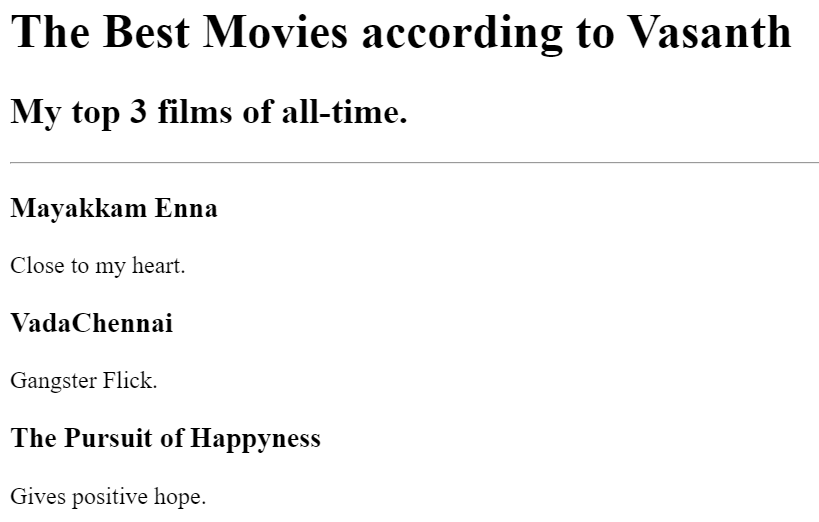 The Best Movies according to Vasanth
My top 3 films of all-time.
Mayakkam Enna
Close to my heart.
VadaChennai
Gangster Flick.
The Pursuit of Happyness
Gives positive hope.